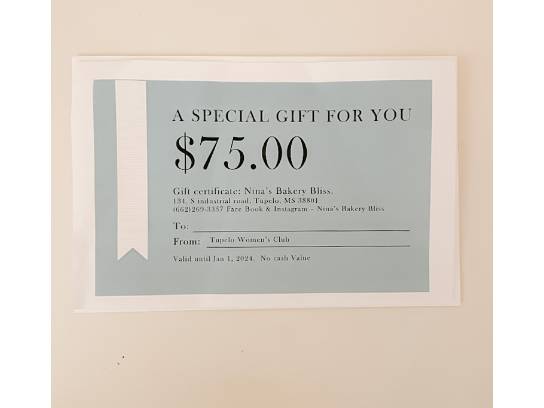 A SPECIAL GIFT FOR YOU
$75.00
Gift certificate: Nina's Bakery Bliss.
134, S industrial road, Tupelo, MS 38801
(662)269-3357 Face Book & Instagram - Nina's Bakery Bliss
To:
From: Tupelo Women's Club
Valid until Jan 1, 2024. No cash Value